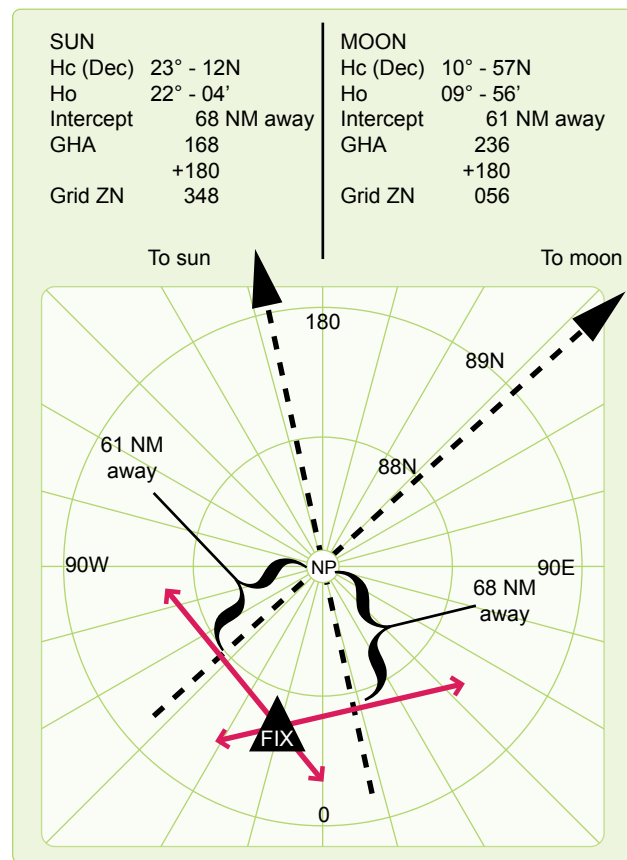 SUN
Hc (Dec) 23° - 12N
Ho 22° - 04’
Intercept 68 NM away
GHA 168
+180
Grid ZN 348
MOON
Hc (Dec) 10° - 57N
Ho 09° - 56’
Intercept 61 NM away
GHA 236
+180
Grid ZN 056
To sun
To moon
180
89N
61 NM
away
88N
90W
NP
90E
68 NM
away
FIX
0